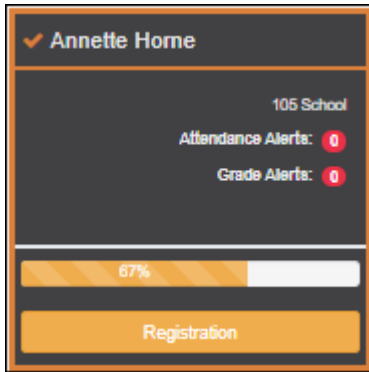 Annette Horne
105 School
Attendance Alerts: 0
Grade Alerts: 0
67%
Registration